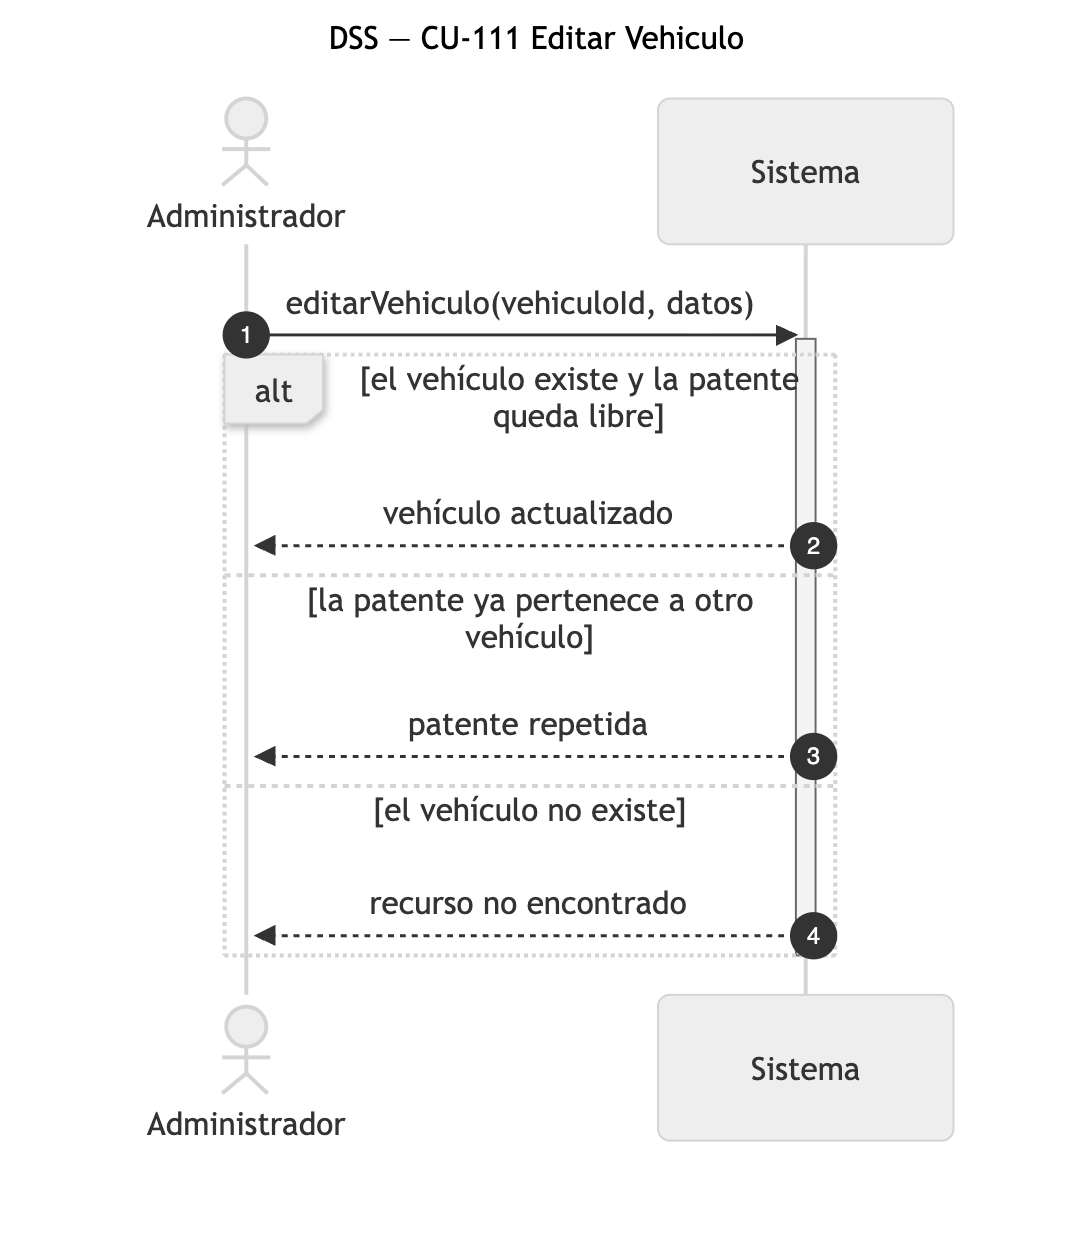 DSS — CU-111 Editar Vehiculo
Sistema
Administrador
editarVehiculo(vehiculoId, datos)
1
alt
[el vehículo existe y la patente
queda libre]
vehículo actualizado
2
[la patente ya pertenece a otro
vehículo]
patente repetida
3
[el vehículo no existe]
recurso no encontrado
4
Sistema
Administrador